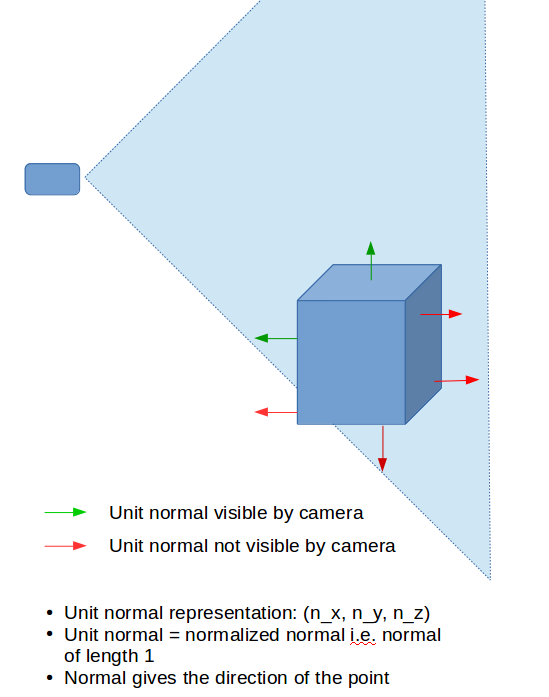 Unit normal visible by camera
Unit normal not visible by camera
• Unit normal representation: (n_x, n_y, n_z)
• Unit normal = normalized normal i.e. normal
of length 1
• Normal gives the direction of the point